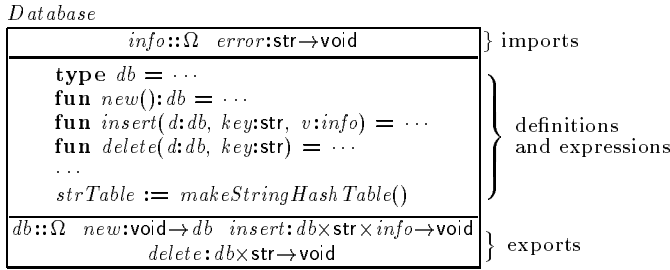 Database
info::Ω error:str→void } imports
type db = ···
fun new():db = ···
fun insert(d:db, key:str, v:info) = ···
fun delete(d:db, key:str) = ···
···
strTable := makeStringHashTable()
definitions
and expressions
db::Ω new:void→db insert:db×str×info→void
delete:db×str→void
} exports